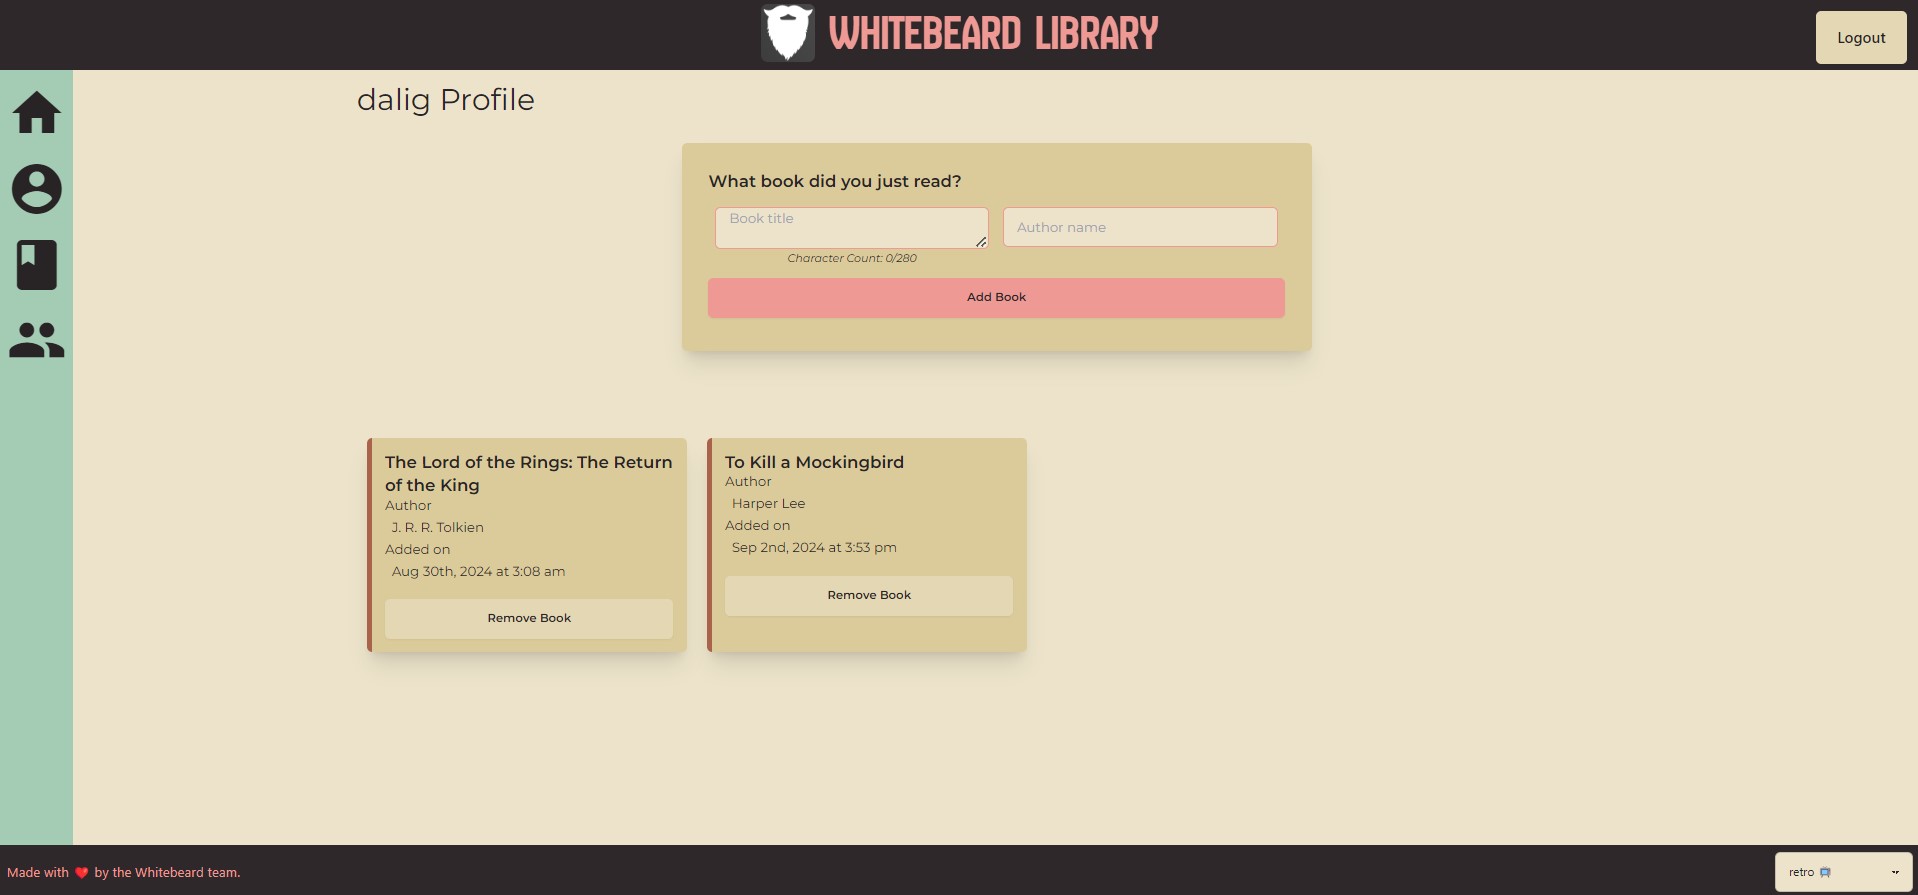 WHITEBEARD LIBRARY
Logout
dalig Profile
What book did you just read?
Book title
Author name
Character Count: 0/280
Add Book
The Lord of the Rings: The Return
of the King
Author
J. R. R. Tolkien
Added on
Aug 30th, 2024 at 3:08 am
Remove Book
To Kill a Mockingbird
Author
Harper Lee
Added on
Sep 2nd, 2024 at 3:53 pm
Remove Book
Made with ❤️ by the Whitebeard team.
retro 📺